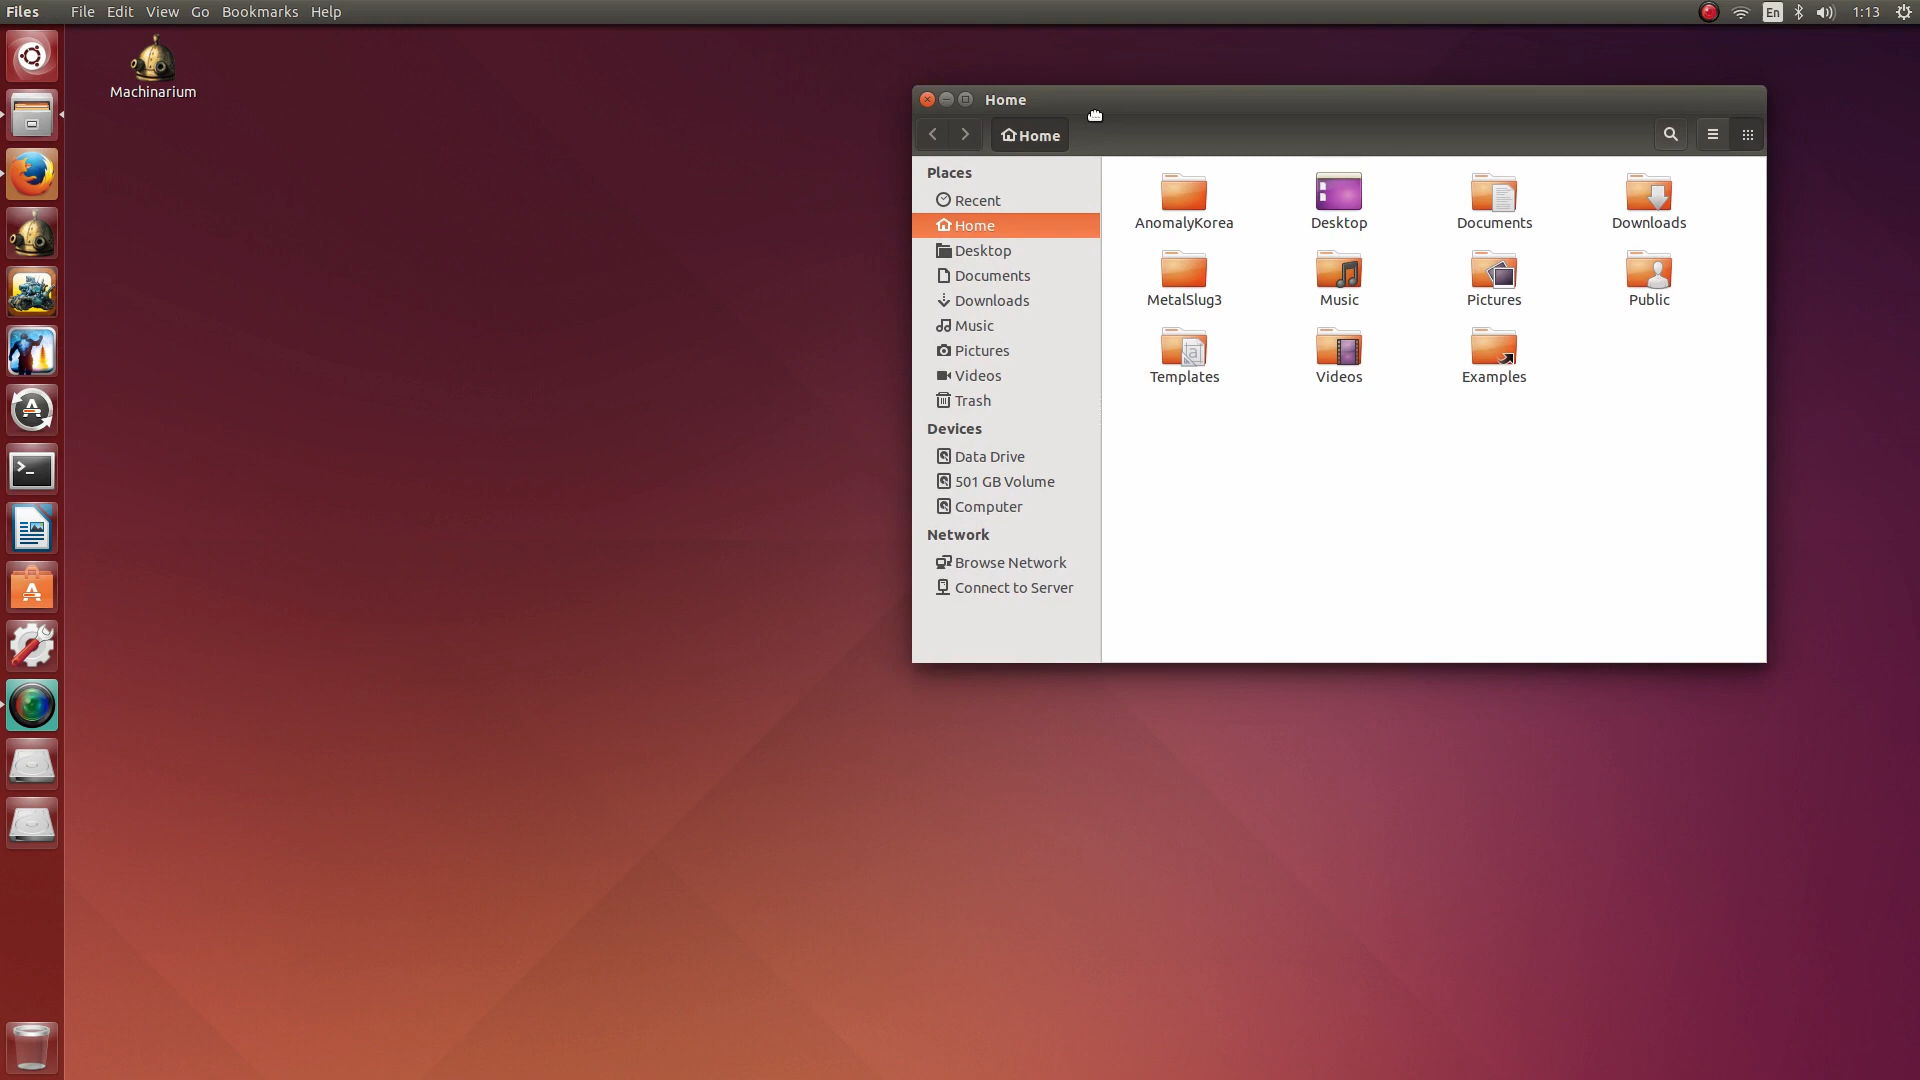 Files File Edit View Go Bookmarks Help En 1:13
Machinarium
Home
Home
Places
Recent
Home
Desktop
Documents
Downloads
Music
Pictures
Videos
Trash
Devices
Data Drive
501 GB Volume
Computer
Network
Browse Network
Connect to Server
AnomalyKorea Desktop Documents Downloads
MetalSlug3 Music Pictures Public
Templates Videos Examples